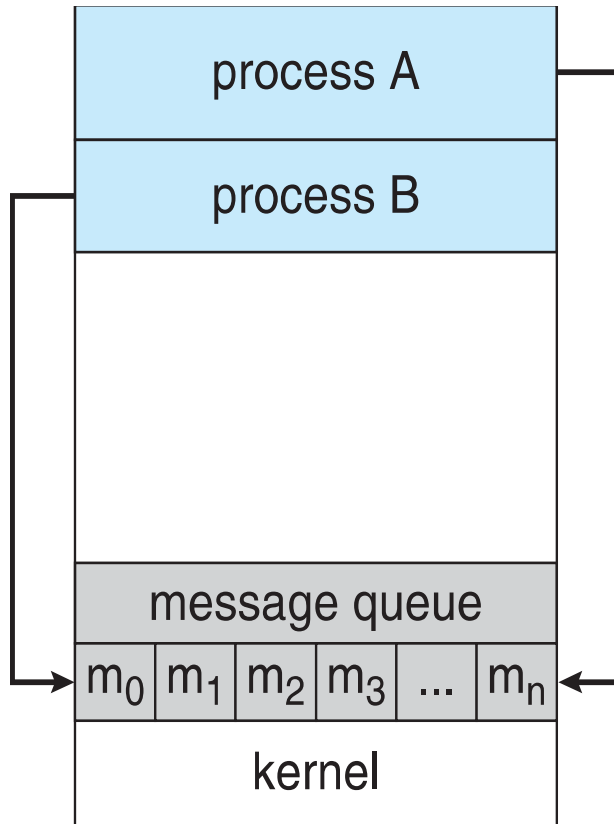 process A
process B
message queue
m₀ m₁ m₂ m₃ ... mₙ
kernel